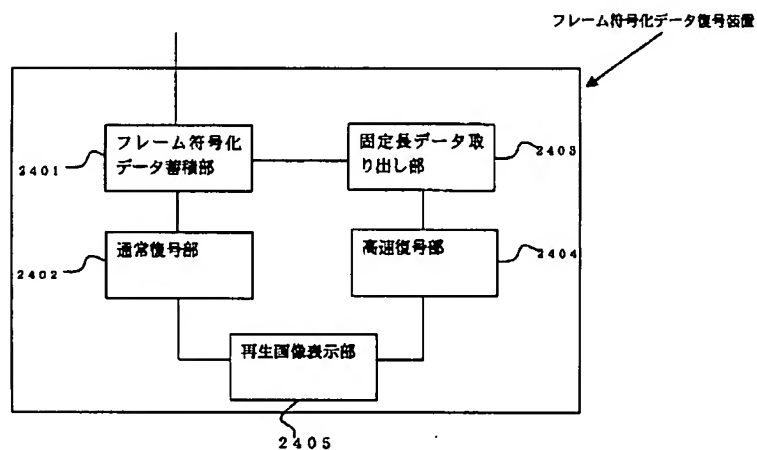 フレーム符号化データ復号装置
フレーム符号化
データ蓄積部
2401
固定長データ取
り出し部
2403
通常復号部
2402
高速復号部
2404
再生画像表示部
2405